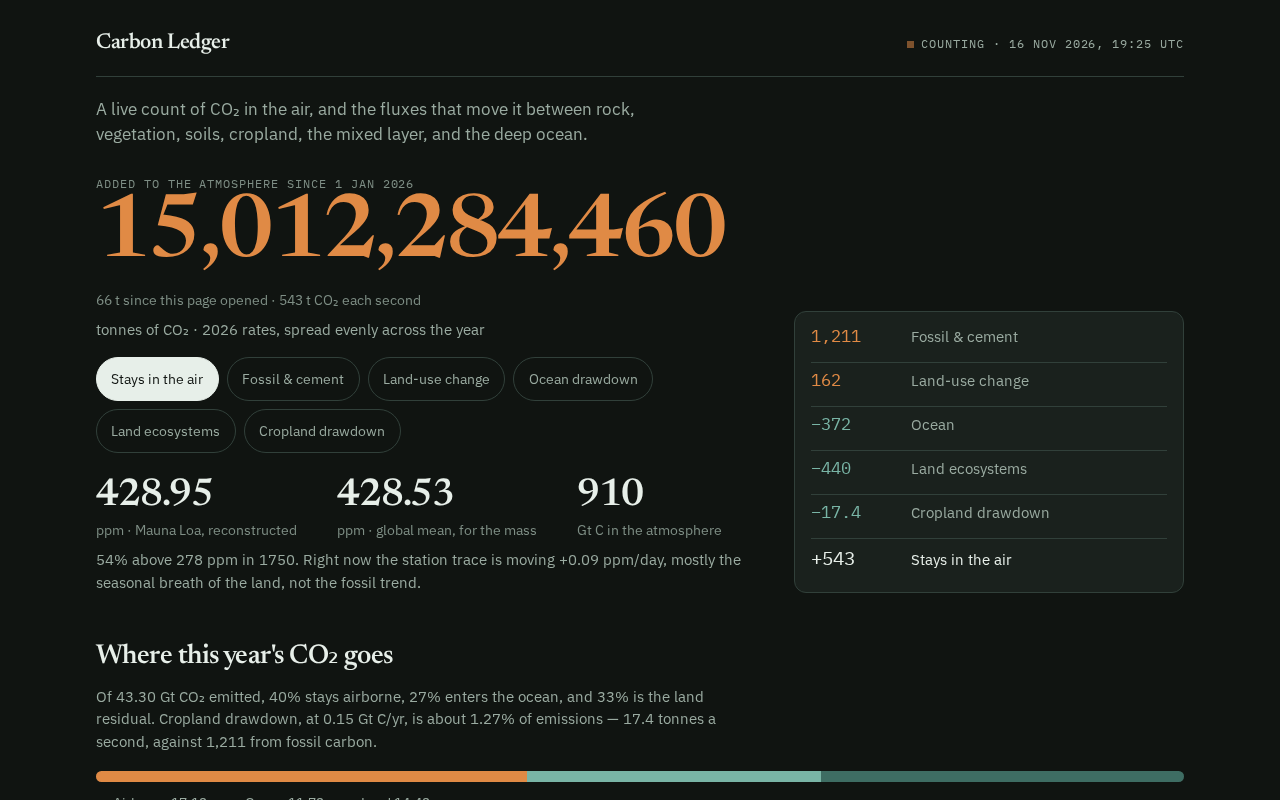 Carbon Ledger
COUNTING · 16 NOV 2026, 19:25 UTC
A live count of CO₂ in the air, and the fluxes that move it between rock,
vegetation, soils, cropland, the mixed layer, and the deep ocean.
ADDED TO THE ATMOSPHERE SINCE 1 JAN 2026
15,012,284,460
66 t since this page opened · 543 t CO₂ each second
tonnes of CO₂ · 2026 rates, spread evenly across the year
Stays in the air
Fossil & cement
Land-use change
Ocean drawdown
Land ecosystems
Cropland drawdown
428.95
ppm · Mauna Loa, reconstructed
428.53
ppm · global mean, for the mass
910
Gt C in the atmosphere
54% above 278 ppm in 1750. Right now the station trace is moving +0.09 ppm/day, mostly the
seasonal breath of the land, not the fossil trend.
1,211 Fossil & cement
162 Land-use change
−372 Ocean
−440 Land ecosystems
−17.4 Cropland drawdown
+543 Stays in the air
Where this year's CO₂ goes
Of 43.30 Gt CO₂ emitted, 40% stays airborne, 27% enters the ocean, and 33% is the land
residual. Cropland drawdown, at 0.15 Gt C/yr, is about 1.27% of emissions — 17.4 tonnes a
second, against 1,211 from fossil carbon.